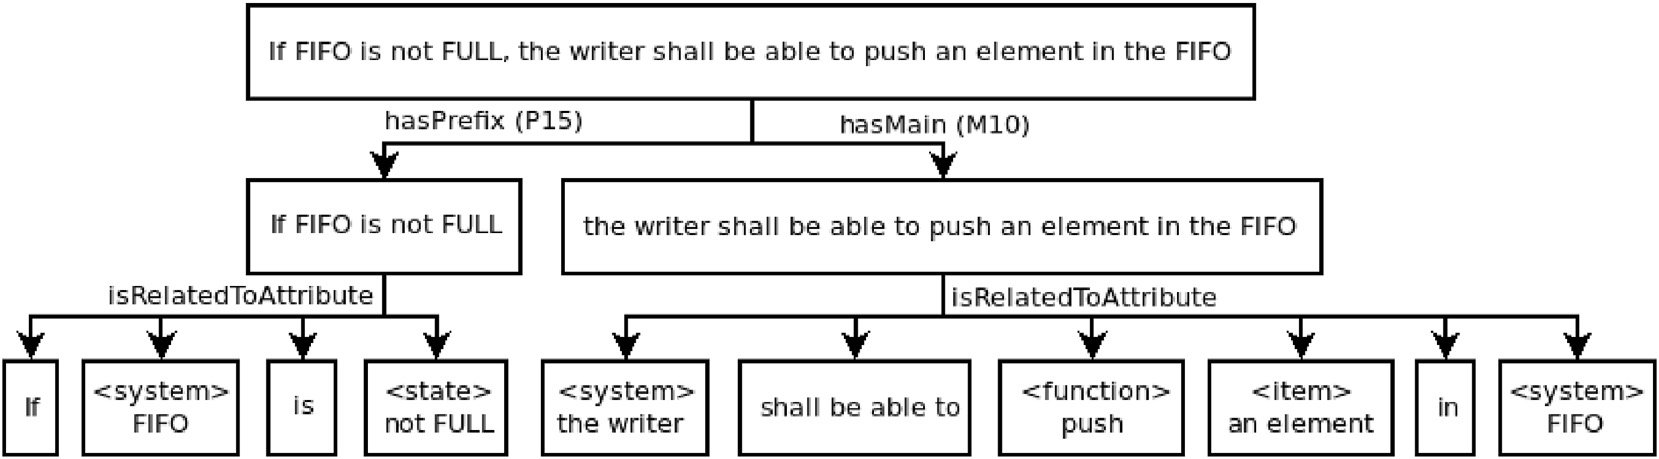 If FIFO is not FULL, the writer shall be able to push an element in the FIFO
hasPrefix (P15)
hasMain (M10)
If FIFO is not FULL
the writer shall be able to push an element in the FIFO
isRelatedToAttribute
isRelatedToAttribute
If
<system>
FIFO
is
<state>
not FULL
<system>
the writer
shall be able to
<function>
push
<item>
an element
in
<system>
FIFO